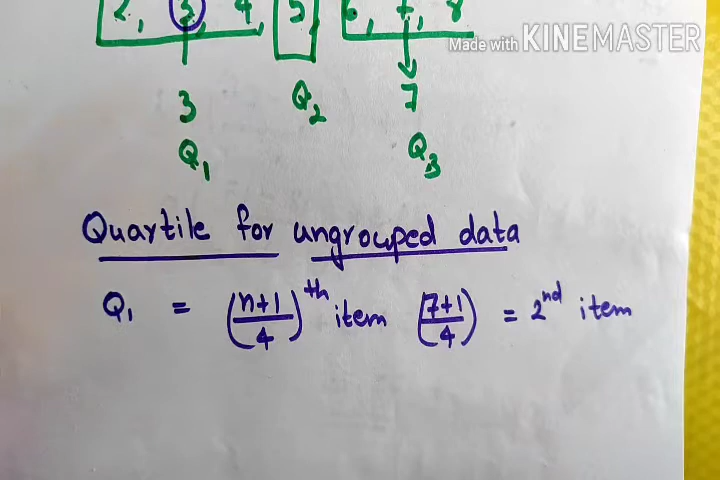 2, 3, 4, 5, 6, 7, 8
Made with KINEMASTER
3 Q2 7
Q1 Q3
Quartile for ungrouped data
Q1 = (n+1/4)th item (7+1/4) = 2nd item